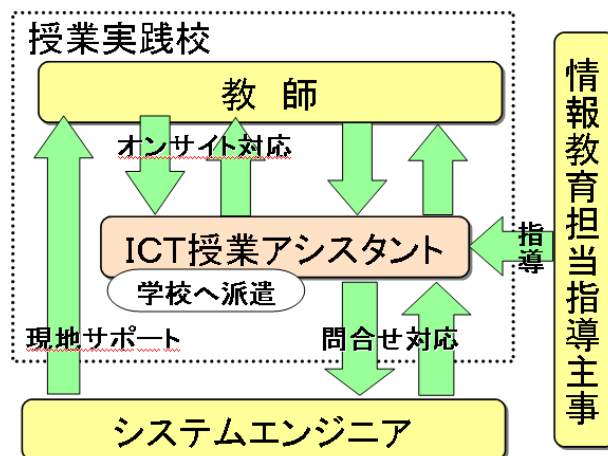 授業実践校
教 師
オンサイト対応
ICT授業アシスタント
学校へ派遣
指導
現地サポート
問合せ対応
システムエンジニア
情報教育担当指導主事